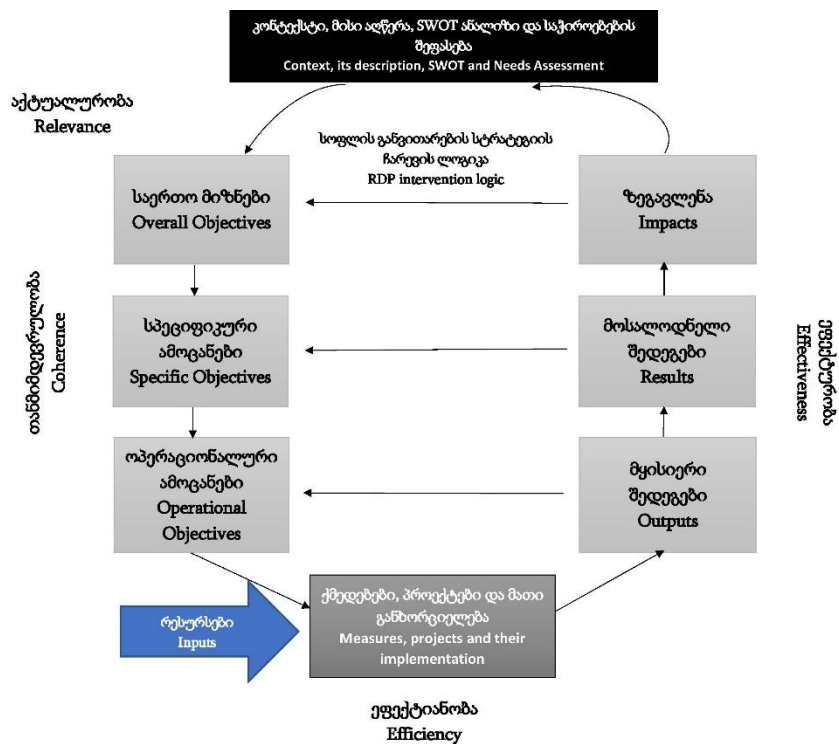 კონტექსტი, მისი აღწერა, SWOT ანალიზი და საჭიროებების
შეფასება
Context, its description, SWOT and Needs Assessment
აქტუალურობა
Relevance
სოფლის განვითარების სტრატეგიის
ჩარევის ლოგიკა
RDP intervention logic
საერთო მიზნები
Overall Objectives
ზეგავლენა
Impacts
თანმიმდევრულობა
Coherence
სპეციფიკური
ამოცანები
Specific Objectives
მოსალოდნელი
შედეგები
Results
ეფექტურობა
Effectiveness
ოპერაციონალური
ამოცანები
Operational
Objectives
მყისიერი
შედეგები
Outputs
რესურსები
Inputs
ქმედებები, პროექტები და მათი
განხორციელება
Measures, projects and their
implementation
ეფექტიანობა
Efficiency